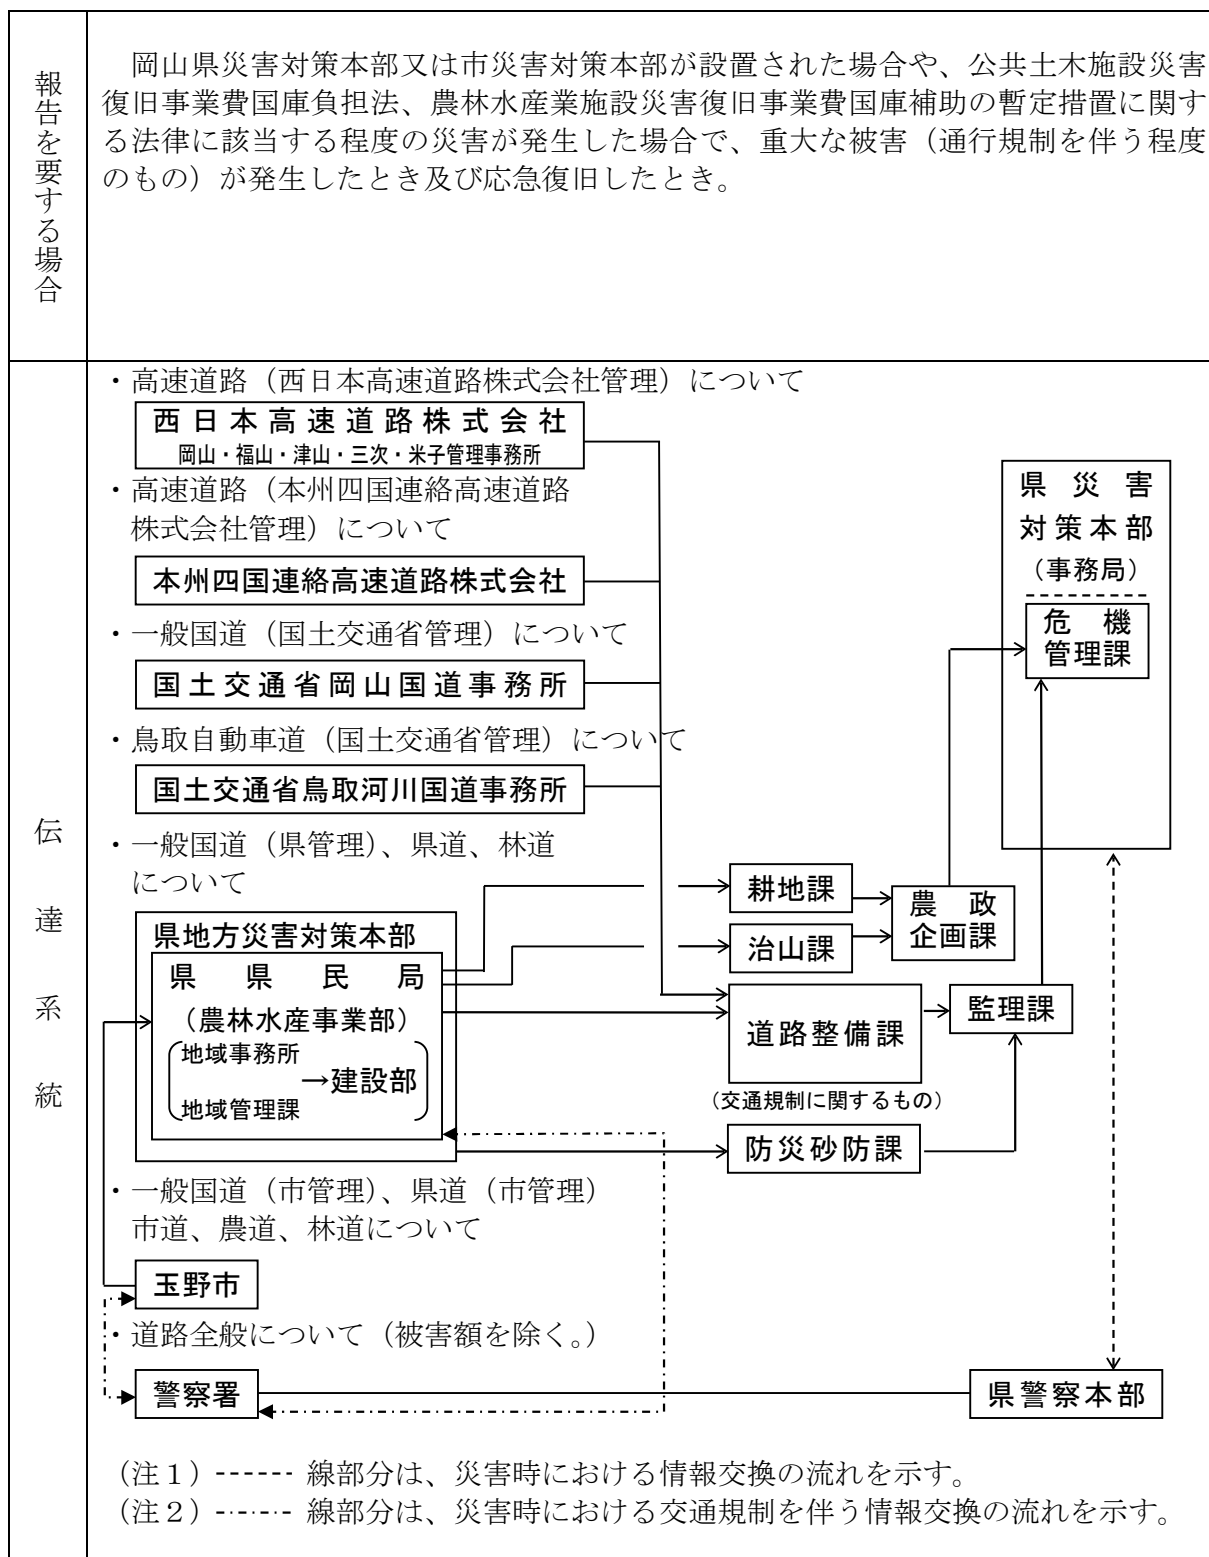 報告を要する場合
岡山県災害対策本部又は市災害対策本部が設置された場合や、公共土木施設災害
復旧事業費国庫負担法、農林水産業施設災害復旧事業費国庫補助の暫定措置に関す
る法律に該当する程度の災害が発生した場合で、重大な被害（通行規制を伴う程度
のもの）が発生したとき及び応急復旧したとき。
伝達系統
・高速道路（西日本高速道路株式会社管理）について
西日本高速道路株式会社
岡山・福山・津山・三次・米子管理事務所
・高速道路（本州四国連絡高速道路
株式会社管理）について
本州四国連絡高速道路株式会社
・一般国道（国土交通省管理）について
国土交通省岡山国道事務所
・鳥取自動車道（国土交通省管理）について
国土交通省鳥取河川国道事務所
・一般国道（県管理）、県道、林道
について
県地方災害対策本部
県県民局
（農林水産事業部）
地域事務所
→建設部
地域管理課
耕地課
治山課
農政
企画課
道路整備課
（交通規制に関するもの）
防災砂防課
監理課
県災害
対策本部
（事務局）
危機
管理課
・一般国道（市管理）、県道（市管理）
市道、農道、林道について
玉野市
・道路全般について（被害額を除く。）
警察署
県警察本部
（注１）------ 線部分は、災害時における情報交換の流れを示す。
（注２）-·-·-·- 線部分は、災害時における交通規制を伴う情報交換の流れを示す。